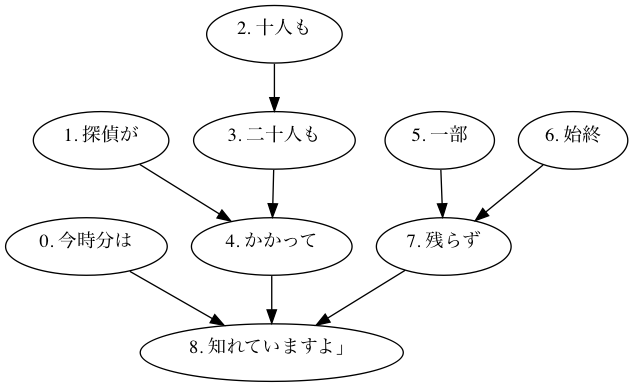 2. 十人も
1. 探偵が
3. 二十人も
5. 一部
6. 始終
0. 今時分は
4. かかって
7. 残らず
8. 知れていますよ」